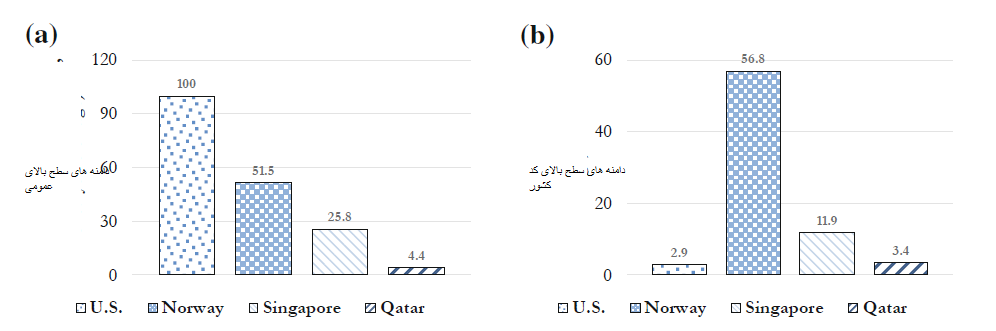 (a)
120
100
90
دامنه های سطح بالای
عمومی
60
51.5
30
25.8
4.4
0
U.S. Norway Singapore Qatar
(b)
60
56.8
40
دامنه های سطح بالای کد
کشور
20
11.9
2.9
3.4
0
U.S. Norway Singapore Qatar